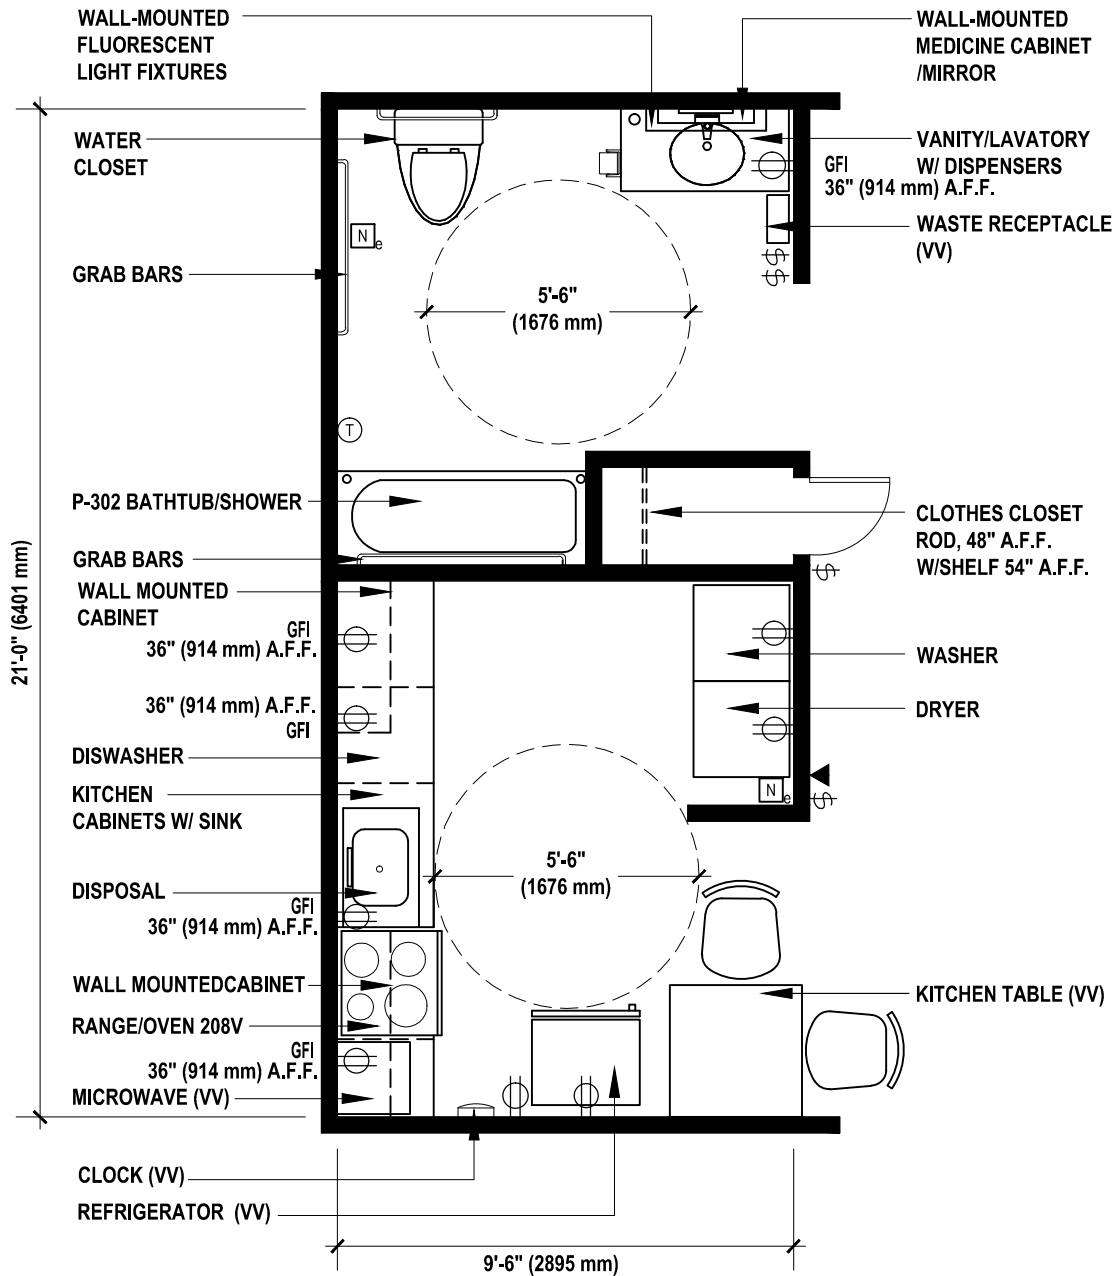 WALL-MOUNTED
FLUORESCENT
LIGHT FIXTURES
WALL-MOUNTED
MEDICINE CABINET
/MIRROR
WATER
CLOSET
VANITY/LAVATORY
W/ DISPENSERS
GFI
36" (914 mm) A.F.F.
WASTE RECEPTACLE
(VV)
N
e
GRAB BARS
5'-6"
(1676 mm)
T
P-302 BATHTUB/SHOWER
CLOTHES CLOSET
ROD, 48" A.F.F.
W/SHELF 54" A.F.F.
GRAB BARS
WALL MOUNTED
CABINET
GFI
36" (914 mm) A.F.F.
21'-0" (6401 mm)
WASHER
36" (914 mm) A.F.F.
GFI
DRYER
DISWASHER
KITCHEN
CABINETS W/ SINK
N
e
5'-6"
(1676 mm)
DISPOSAL
GFI
36" (914 mm) A.F.F.
WALL MOUNTEDCABINET
KITCHEN TABLE (VV)
RANGE/OVEN 208V
GFI
36" (914 mm) A.F.F.
MICROWAVE (VV)
CLOCK (VV)
REFRIGERATOR (VV)
9'-6" (2895 mm)